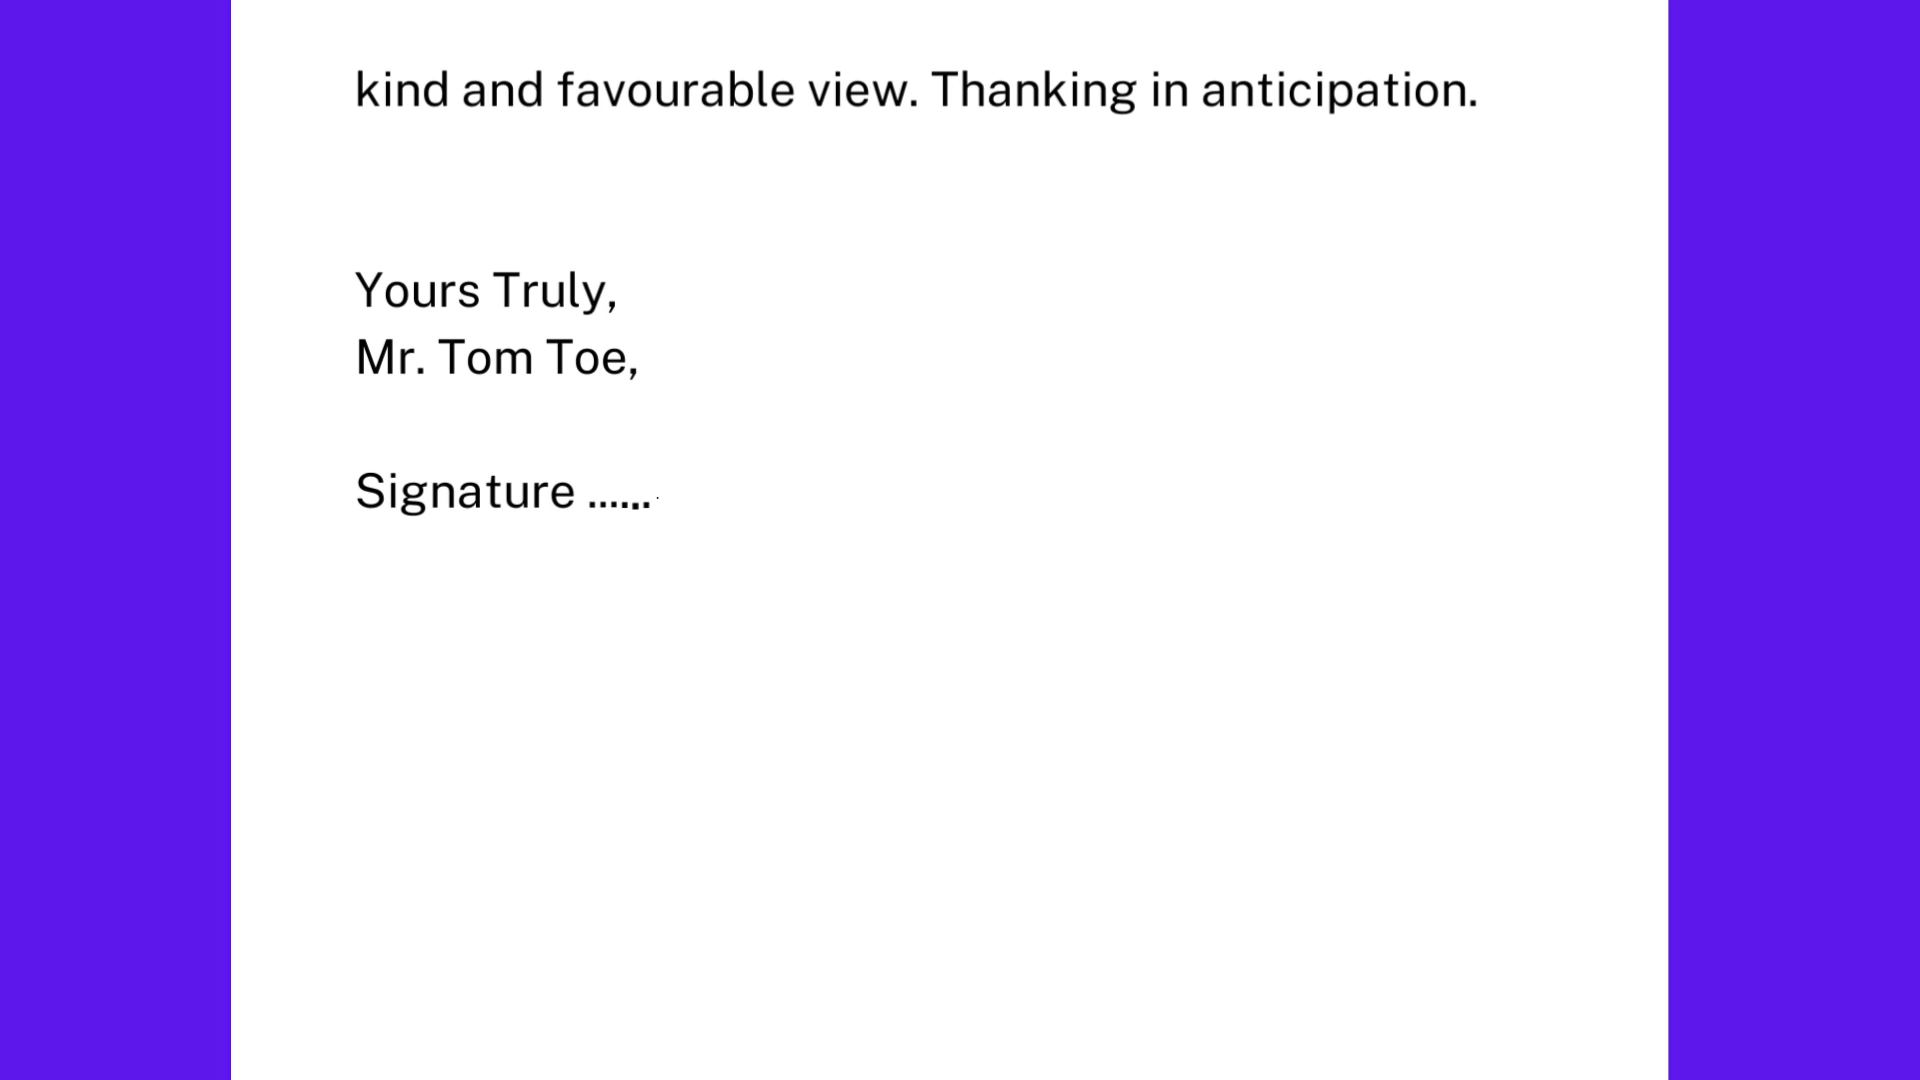 kind and favourable view. Thanking in anticipation.
Yours Truly,
Mr. Tom Toe,
Signature .......